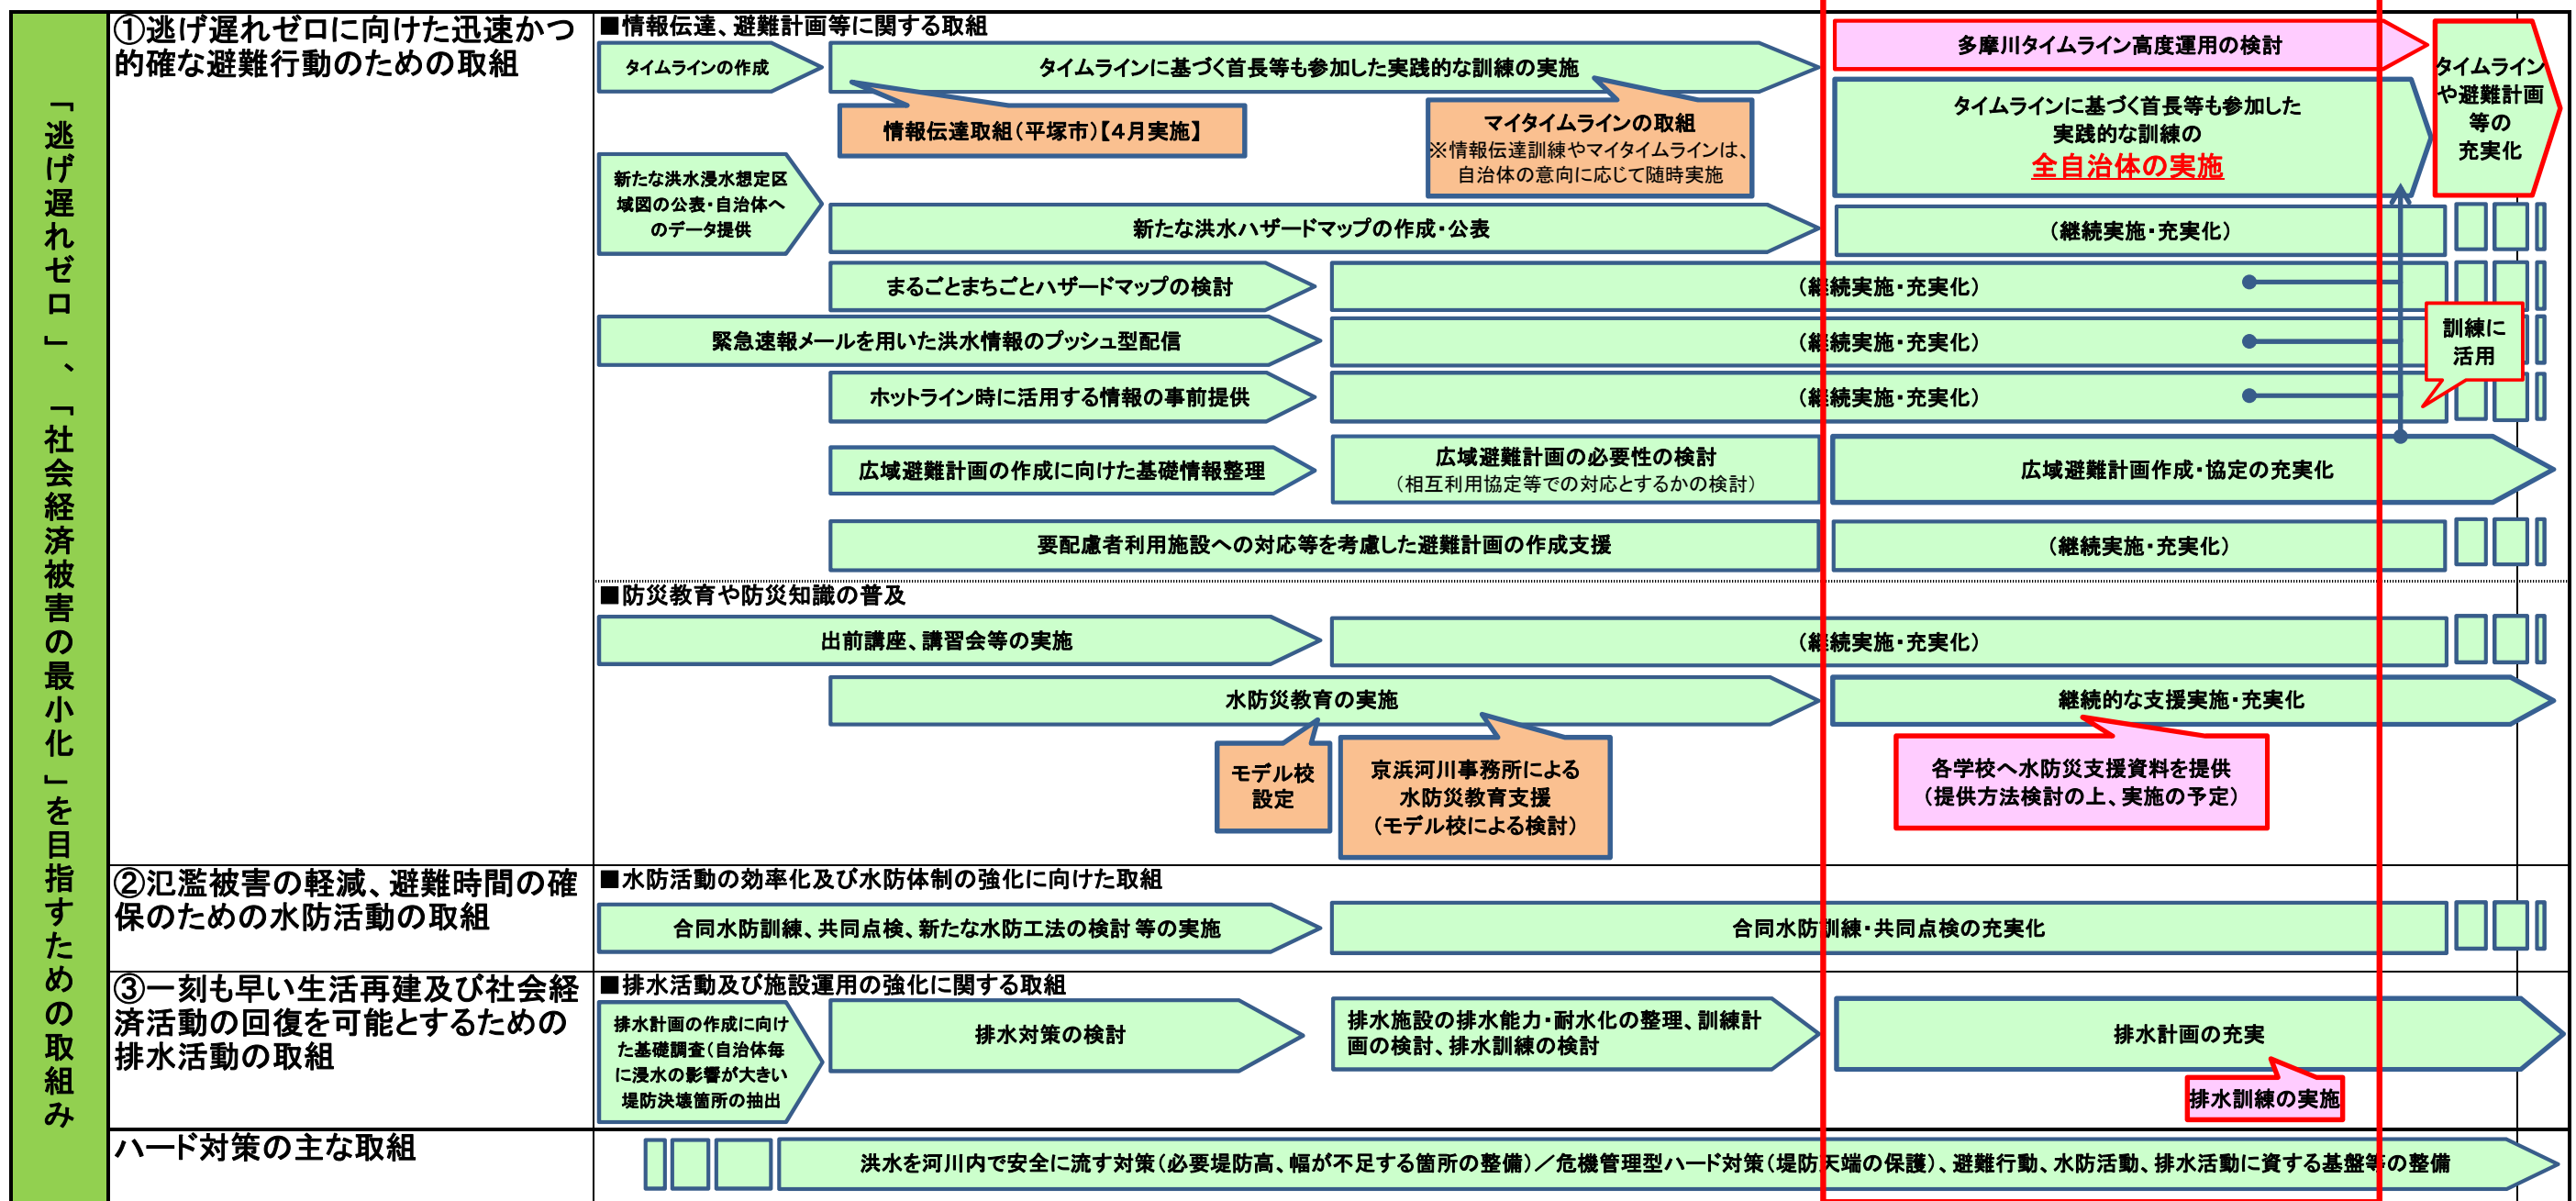 「逃げ遅れゼロ」、「社会経済被害の最小化」を目指すための取組み
①逃げ遅れゼロに向けた迅速かつ
的確な避難行動のための取組
■情報伝達、避難計画等に関する取組
タイムラインの作成
タイムラインに基づく首長等も参加した実践的な訓練の実施
多摩川タイムライン高度運用の検討
タイムライン
や避難計画
等の
充実化
情報伝達取組(平塚市)【4月実施】
マイタイムラインの取組
※情報伝達訓練やマイタイムラインは、
自治体の意向に応じて随時実施
タイムラインに基づく首長等も参加した
実践的な訓練の
全自治体の実施
新たな洪水浸水想定区
域図の公表・自治体へ
のデータ提供
新たな洪水ハザードマップの作成・公表
(継続実施・充実化)
まるごとまちごとハザードマップの検討
(継続実施・充実化)
緊急速報メールを用いた洪水情報のプッシュ型配信
(継続実施・充実化)
訓練に
活用
ホットライン時に活用する情報の事前提供
(継続実施・充実化)
広域避難計画の作成に向けた基礎情報整理
広域避難計画の必要性の検討
(相互利用協定等での対応とするかの検討)
広域避難計画作成・協定の充実化
要配慮者利用施設への対応等を考慮した避難計画の作成支援
(継続実施・充実化)
■防災教育や防災知識の普及
出前講座、講習会等の実施
(継続実施・充実化)
水防災教育の実施
継続的な支援実施・充実化
モデル校
設定
京浜河川事務所による
水防災教育支援
(モデル校による検討)
各学校へ水防災支援資料を提供
(提供方法検討の上、実施の予定)
②氾濫被害の軽減、避難時間の確
保のための水防活動の取組
■水防活動の効率化及び水防体制の強化に向けた取組
合同水防訓練、共同点検、新たな水防工法の検討 等の実施
合同水防訓練・共同点検の充実化
③一刻も早い生活再建及び社会経
済活動の回復を可能とするための
排水活動の取組
■排水活動及び施設運用の強化に関する取組
排水計画の作成に向け
た基礎調査(自治体毎
に浸水の影響が大きい
堤防決壊箇所の抽出
排水対策の検討
排水施設の排水能力・耐水化の整理、訓練計
画の検討、排水訓練の検討
排水計画の充実
排水訓練の実施
ハード対策の主な取組
洪水を河川内で安全に流す対策(必要堤防高、幅が不足する箇所の整備)/危機管理型ハード対策(堤防天端の保護)、避難行動、水防活動、排水活動に資する基盤等の整備